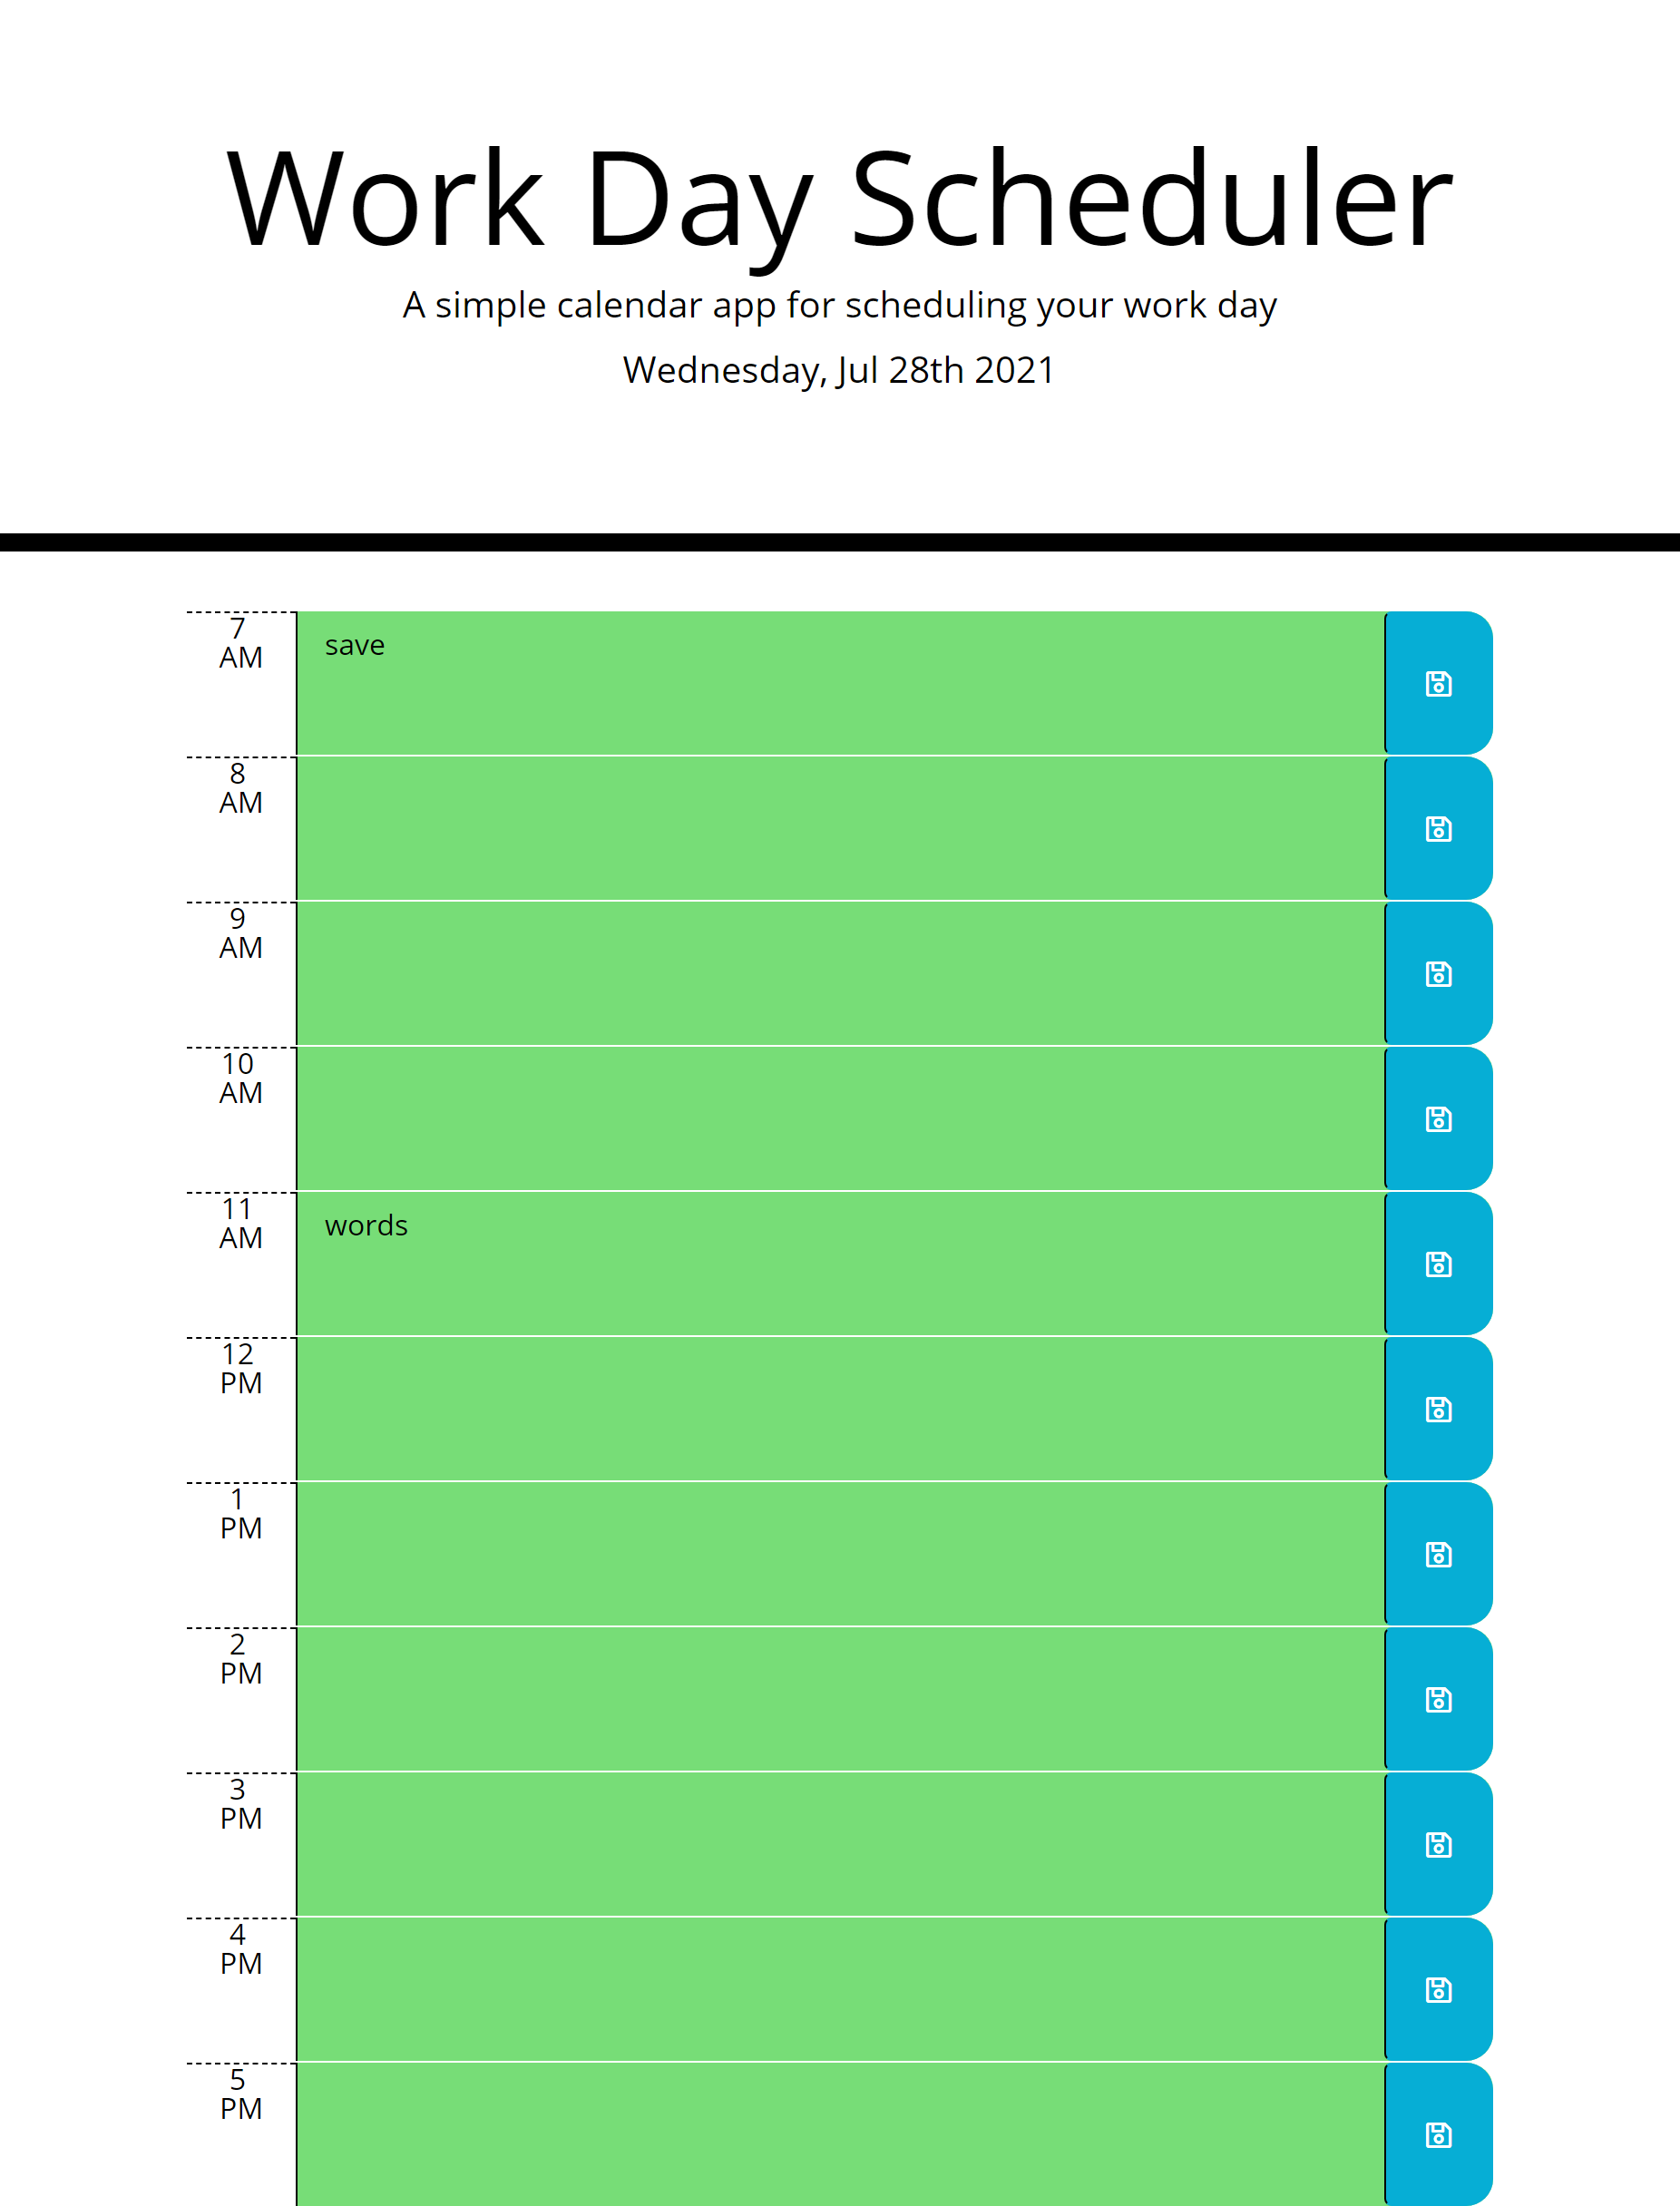 Work Day Scheduler
A simple calendar app for scheduling your work day
Wednesday, Jul 28th 2021
7
AM
save
8
AM
9
AM
10
AM
11
AM
words
12
PM
1
PM
2
PM
3
PM
4
PM
5
PM